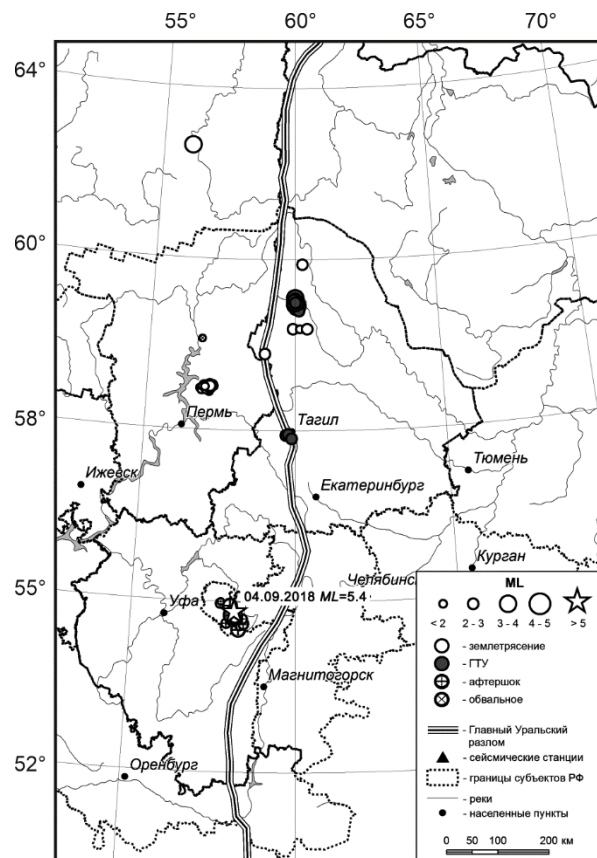 55° 60° 65° 70°
64°
60°
58°
Пермь
Тагил
Тюмень
Ижевск
Екатеринбург
Курган
55°
Челябинс
04.09.2018 ML=5.4
Уфа
Магнитогорск
52°
Оренбург
ML
< 2 2 - 3 3 - 4 4 - 5 > 5
- землетрясение
- ГТУ
- афтершок
- обвальное
- Главный Уральский
разлом
- сейсмические станции
- границы субъектов РФ
- реки
- населенные пункты
0 50 100 200 км